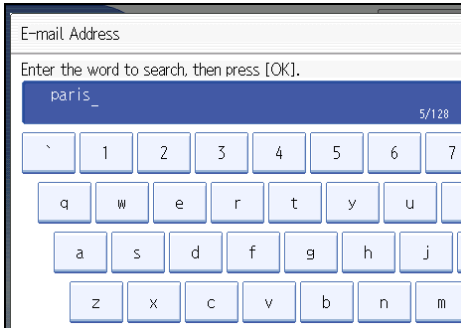 E-mail Address
Enter the word to search, then press [OK].
paris_
5/128
` 1 2 3 4 5 6 7
q w e r t y u
a s d f g h j
z x c v b n m